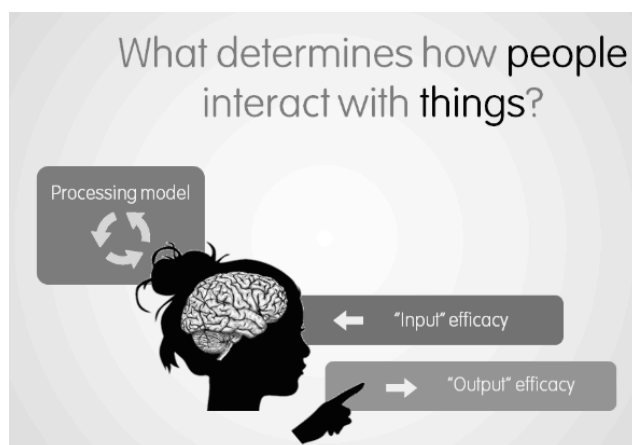 What determines how people
interact with things?
Processing model
"Input" efficacy
"Output" efficacy